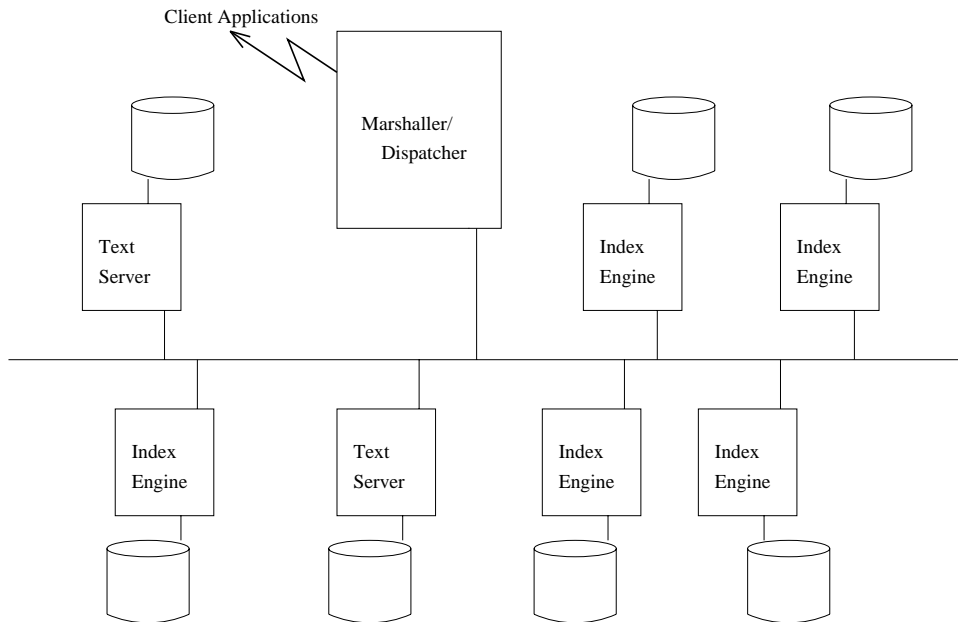 Client Applications
Marshaller/
Dispatcher
Text
Server
Index
Engine
Index
Engine
Index
Engine
Text
Server
Index
Engine
Index
Engine